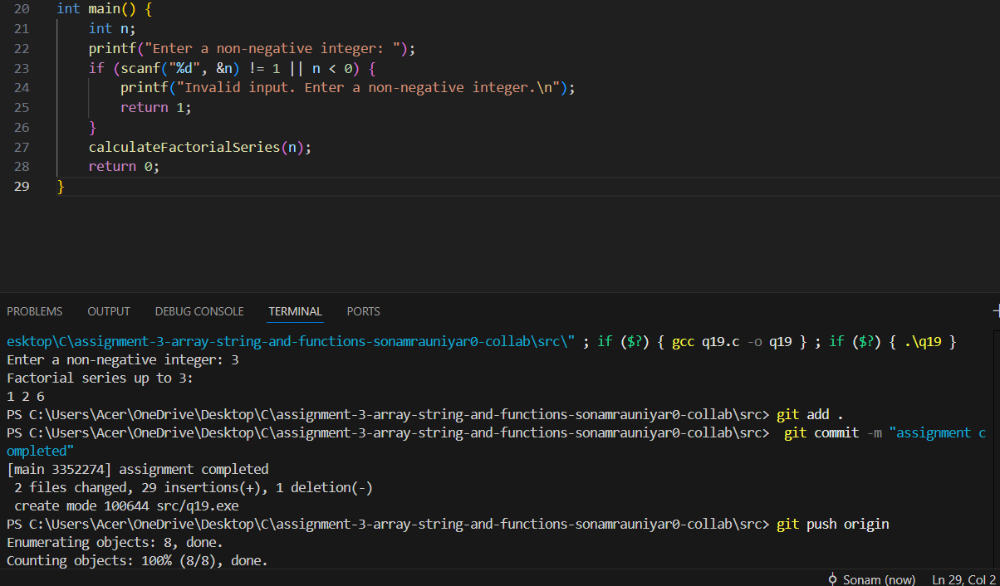 20 int main() {
21 int n;
22 printf("Enter a non-negative integer: ");
23 if (scanf("%d", &n) != 1 || n < 0) {
24 printf("Invalid input. Enter a non-negative integer.\n");
25 return 1;
26 }
27 calculateFactorialSeries(n);
28 return 0;
29 }
PROBLEMS OUTPUT DEBUG CONSOLE TERMINAL PORTS
esktop\C\assignment-3-array-string-and-functions-sonamrauniyar0-collab\src\" ; if ($?) { gcc q19.c -o q19 } ; if ($?) { .\q19 }
Enter a non-negative integer: 3
Factorial series up to 3:
1 2 6
PS C:\Users\Acer\OneDrive\Desktop\C\assignment-3-array-string-and-functions-sonamrauniyar0-collab\src> git add .
PS C:\Users\Acer\OneDrive\Desktop\C\assignment-3-array-string-and-functions-sonamrauniyar0-collab\src> git commit -m "assignment c
ompleted"
[main 3352274] assignment completed
2 files changed, 29 insertions(+), 1 deletion(-)
create mode 100644 src/q19.exe
PS C:\Users\Acer\OneDrive\Desktop\C\assignment-3-array-string-and-functions-sonamrauniyar0-collab\src> git push origin
Enumerating objects: 8, done.
Counting objects: 100% (8/8), done.
Sonam (now) Ln 29, Col 2